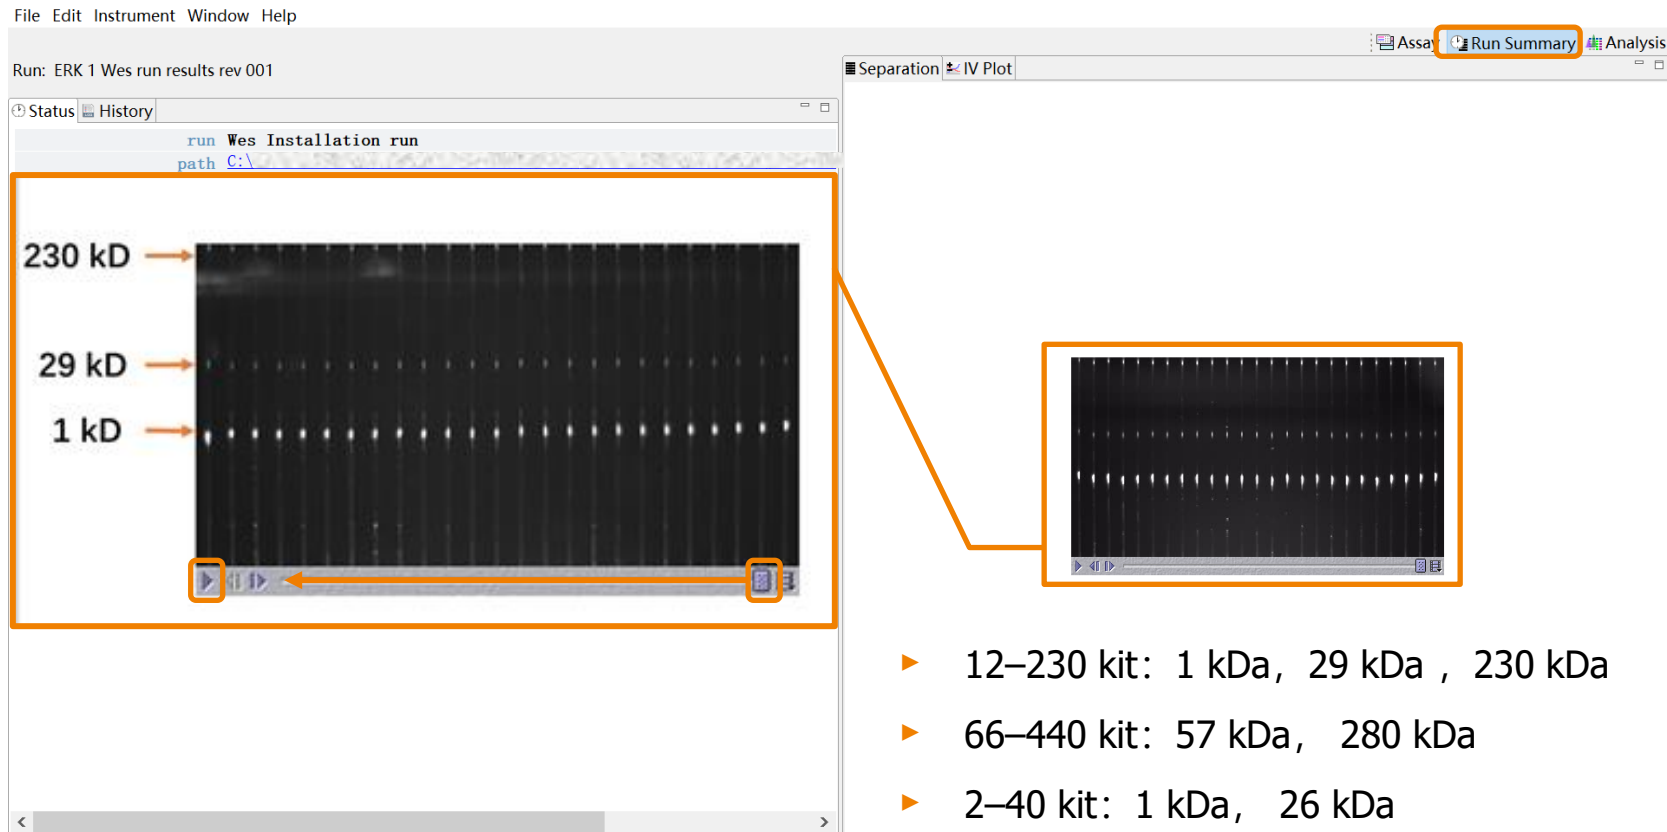 File Edit Instrument Window Help
Assay Run Summary Analysis
Run: ERK 1 Wes run results rev 001
Separation IV Plot
Status History
run Wes Installation run
path C:\
230 kD
29 kD
1 kD
12–230 kit: 1 kDa, 29 kDa , 230 kDa
66–440 kit: 57 kDa, 280 kDa
2–40 kit: 1 kDa, 26 kDa